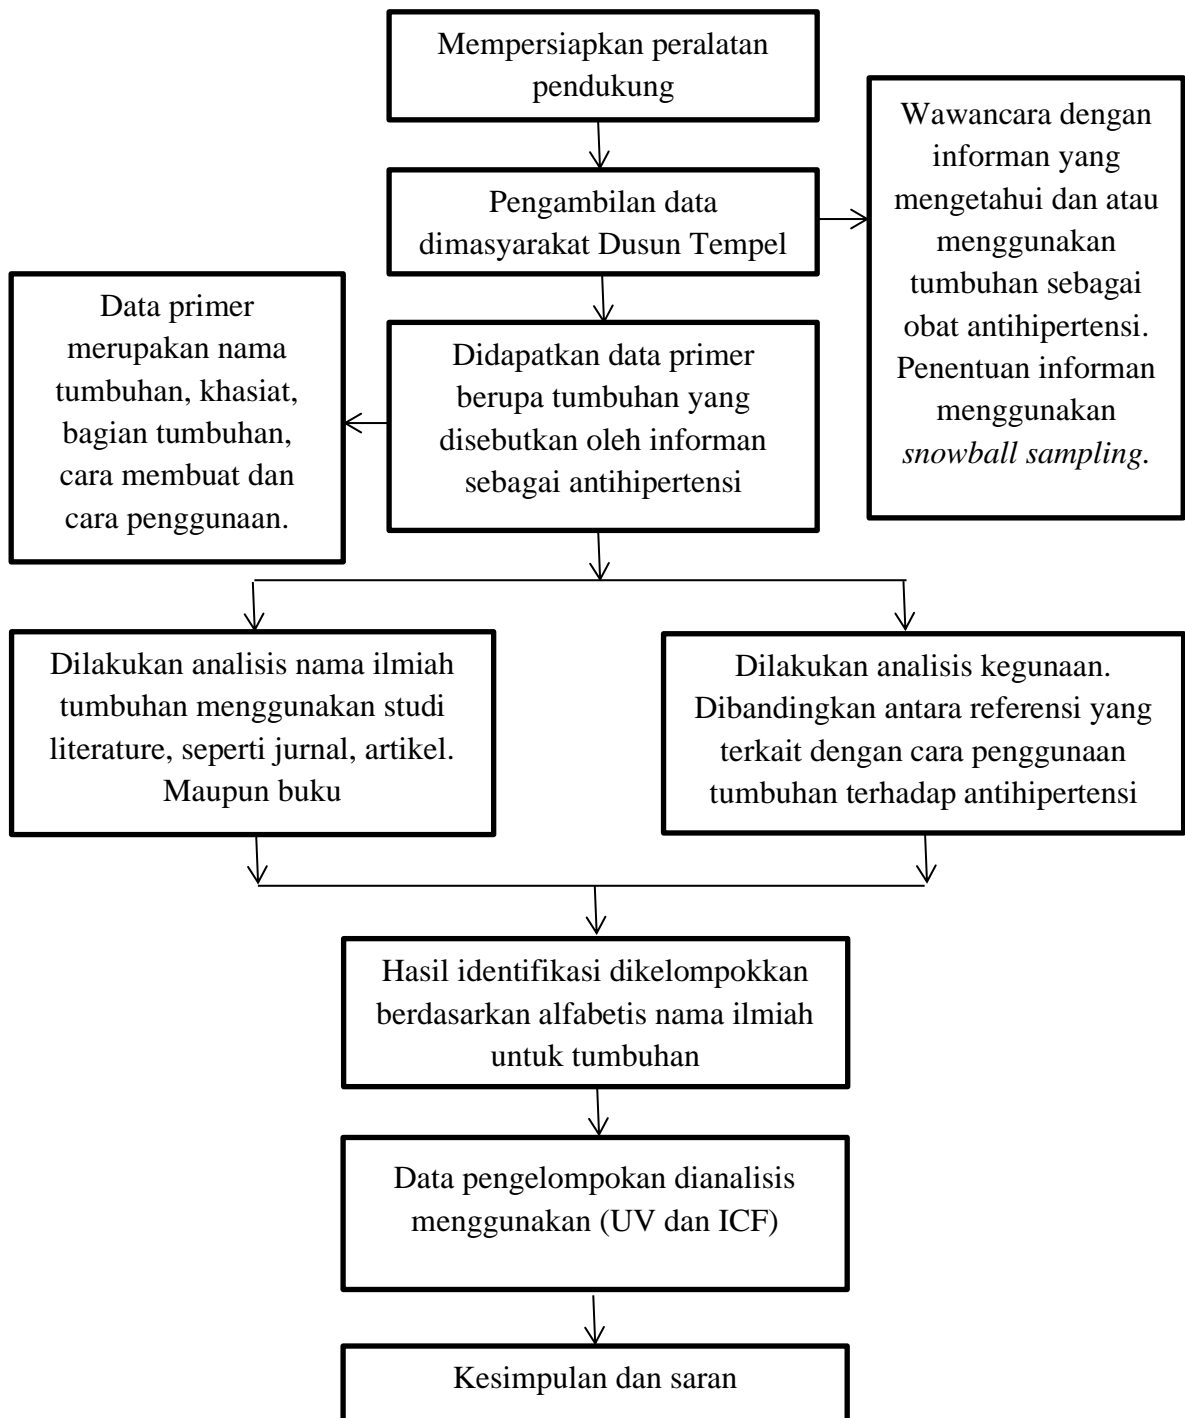 Mempersiapkan peralatan
pendukung
Wawancara dengan
informan yang
mengetahui dan atau
menggunakan
tumbuhan sebagai
obat antihipertensi.
Penentuan informan
menggunakan
snowball sampling.
Pengambilan data
dimasyarakat Dusun Tempel
Data primer
merupakan nama
tumbuhan, khasiat,
bagian tumbuhan,
cara membuat dan
cara penggunaan.
Didapatkan data primer
berupa tumbuhan yang
disebutkan oleh informan
sebagai antihipertensi
Dilakukan analisis nama ilmiah
tumbuhan menggunakan studi
literature, seperti jurnal, artikel.
Maupun buku
Dilakukan analisis kegunaan.
Dibandingkan antara referensi yang
terkait dengan cara penggunaan
tumbuhan terhadap antihipertensi
Hasil identifikasi dikelompokkan
berdasarkan alfabetis nama ilmiah
untuk tumbuhan
Data pengelompokan dianalisis
menggunakan (UV dan ICF)
Kesimpulan dan saran